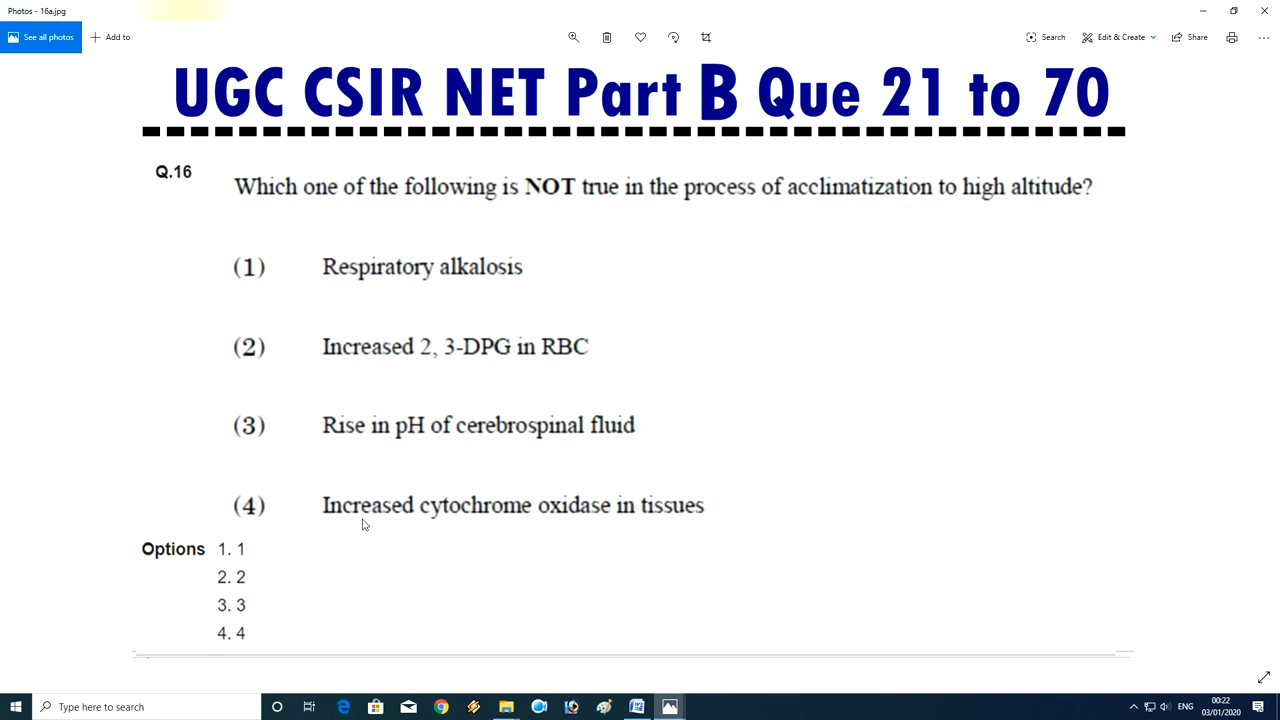 Photos - 16a.jpg
See all photos
Add to
Search
Edit & Create
Share
UGC CSIR NET Part B Que 21 to 70
Q.16
Which one of the following is NOT true in the process of acclimatization to high altitude?
(1) Respiratory alkalosis
(2) Increased 2, 3-DPG in RBC
(3) Rise in pH of cerebrospinal fluid
(4) Increased cytochrome oxidase in tissues
Options 1. 1
2. 2
3. 3
4. 4
Type here to search
ENG
00:22
03/01/2020